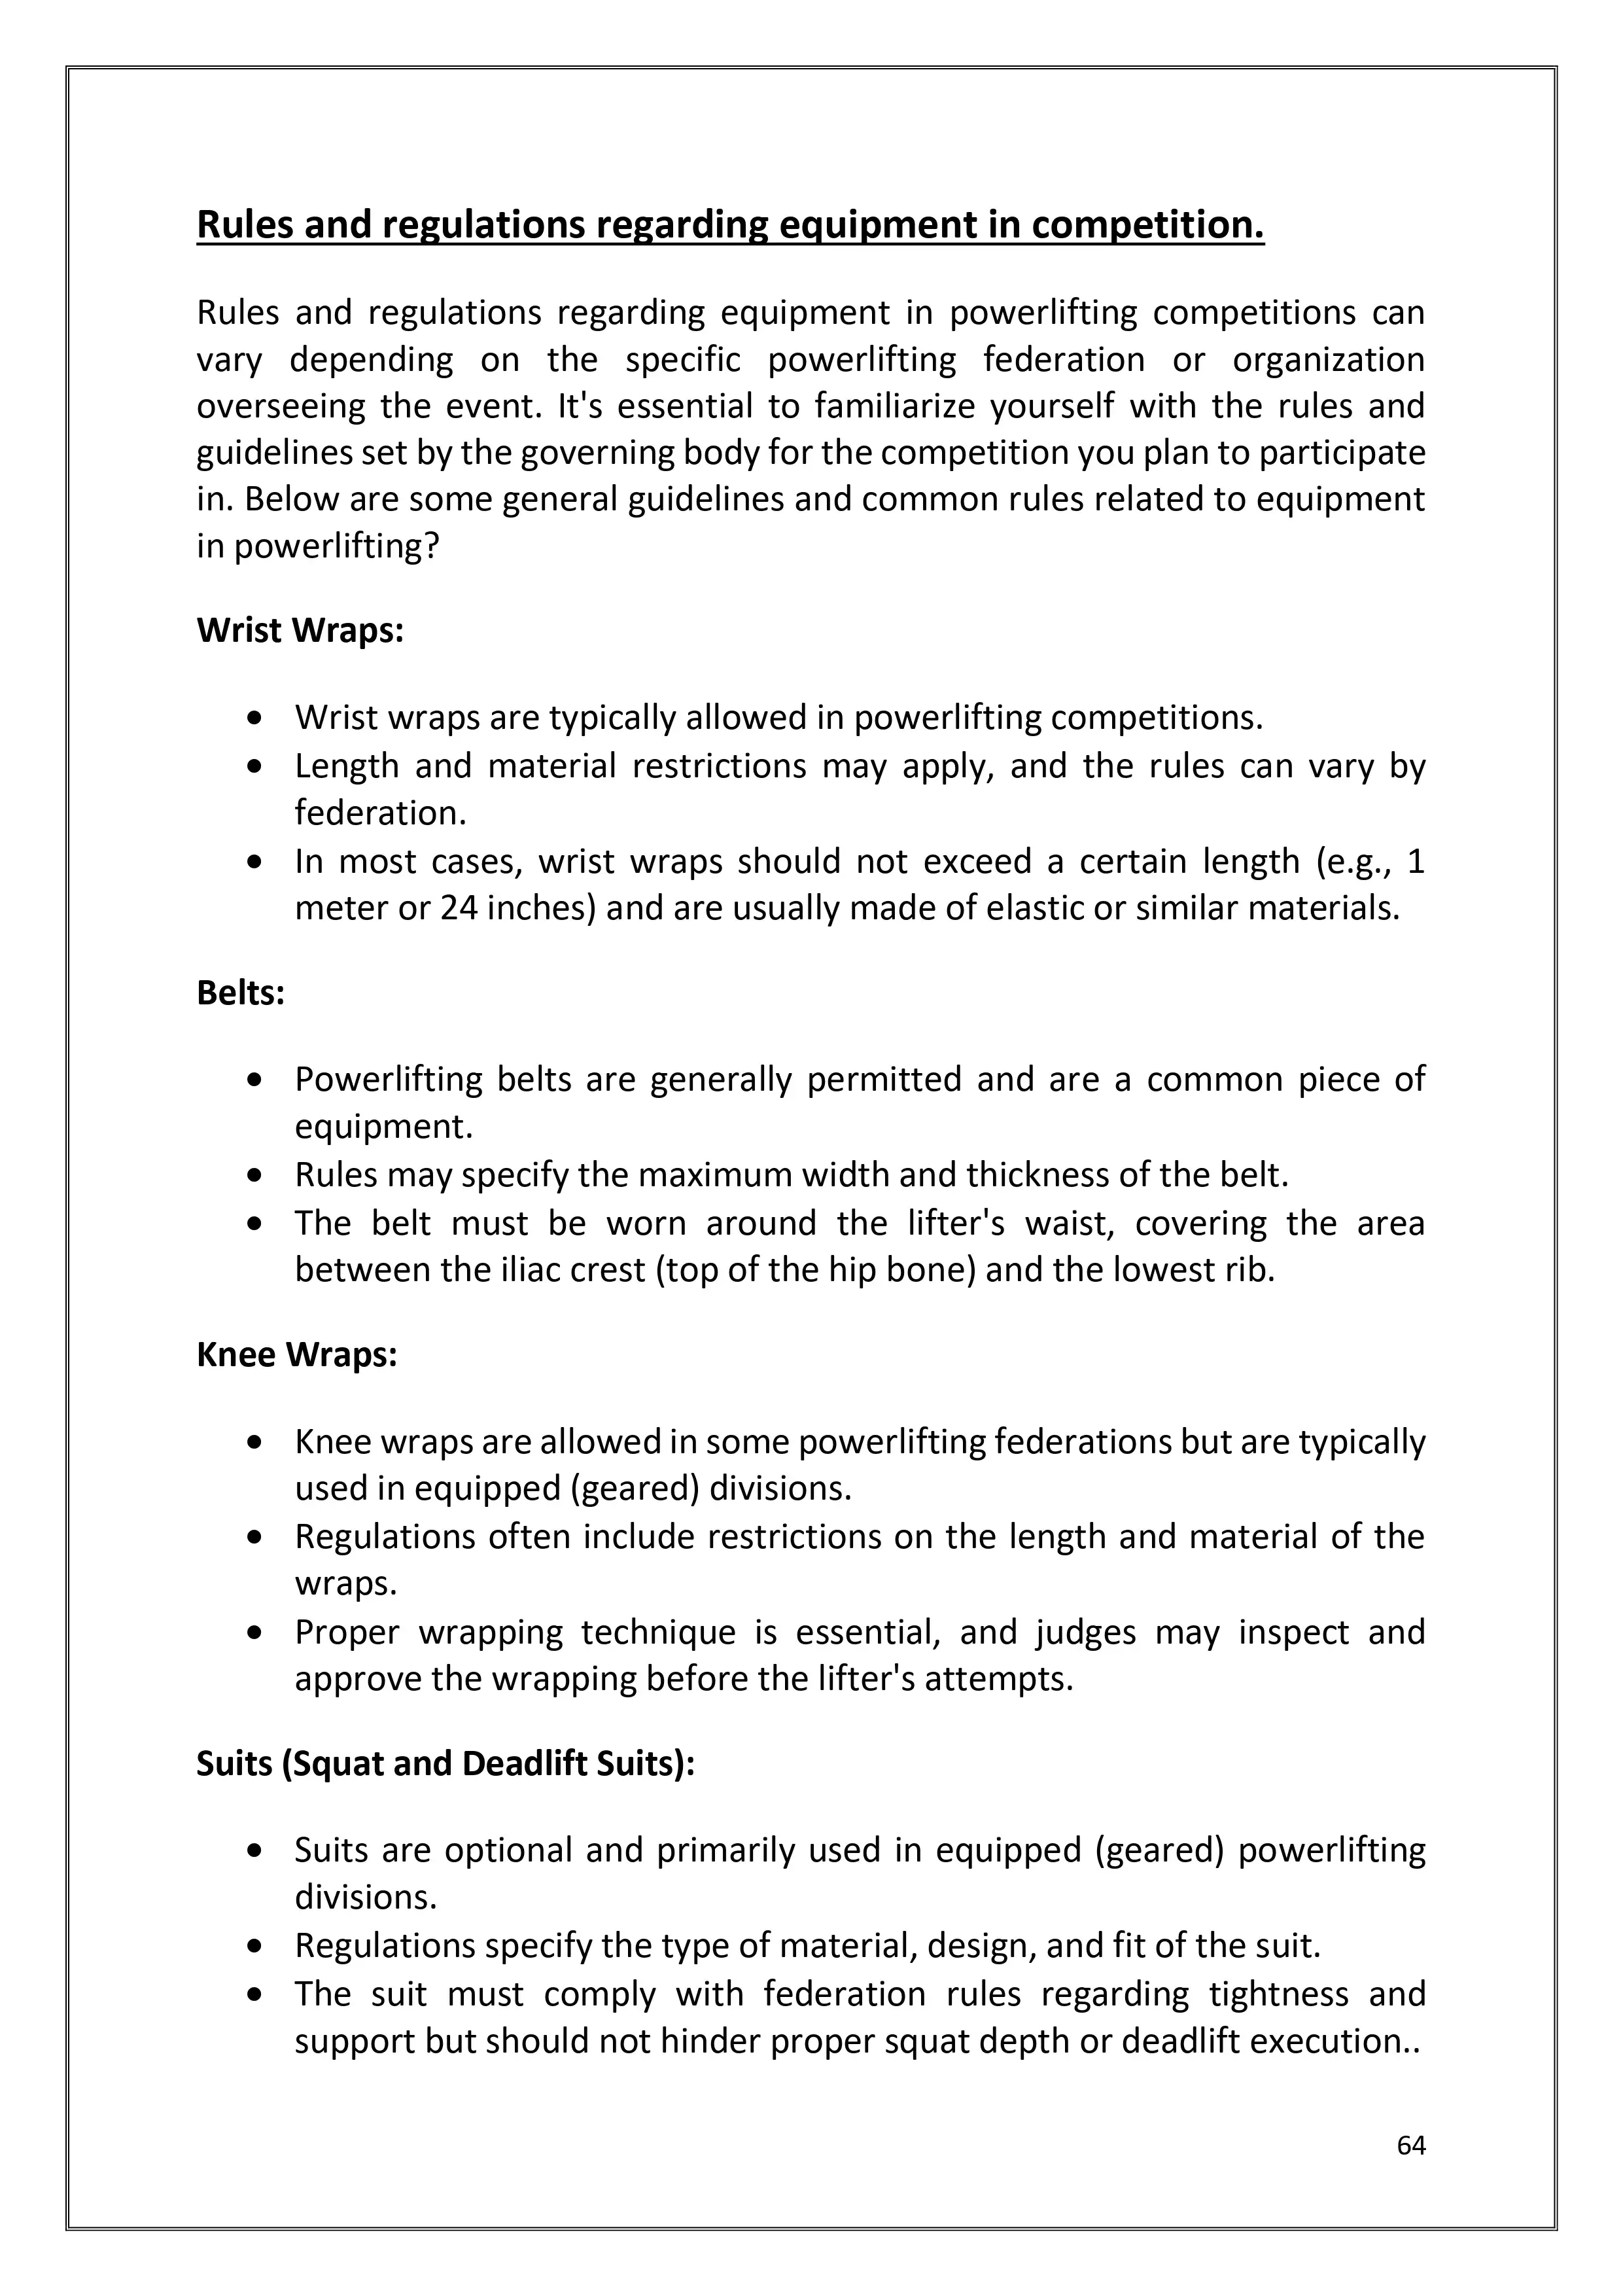 Rules and regulations regarding equipment in competition.
Rules and regulations regarding equipment in powerlifting competitions can
vary depending on the specific powerlifting federation or organization
overseeing the event. It's essential to familiarize yourself with the rules and
guidelines set by the governing body for the competition you plan to participate
in. Below are some general guidelines and common rules related to equipment
in powerlifting?
Wrist Wraps:
• Wrist wraps are typically allowed in powerlifting competitions.
• Length and material restrictions may apply, and the rules can vary by
federation.
• In most cases, wrist wraps should not exceed a certain length (e.g., 1
meter or 24 inches) and are usually made of elastic or similar materials.
Belts:
• Powerlifting belts are generally permitted and are a common piece of
equipment.
• Rules may specify the maximum width and thickness of the belt.
• The belt must be worn around the lifter's waist, covering the area
between the iliac crest (top of the hip bone) and the lowest rib.
Knee Wraps:
• Knee wraps are allowed in some powerlifting federations but are typically
used in equipped (geared) divisions.
• Regulations often include restrictions on the length and material of the
wraps.
• Proper wrapping technique is essential, and judges may inspect and
approve the wrapping before the lifter's attempts.
Suits (Squat and Deadlift Suits):
• Suits are optional and primarily used in equipped (geared) powerlifting
divisions.
• Regulations specify the type of material, design, and fit of the suit.
• The suit must comply with federation rules regarding tightness and
support but should not hinder proper squat depth or deadlift execution..
64